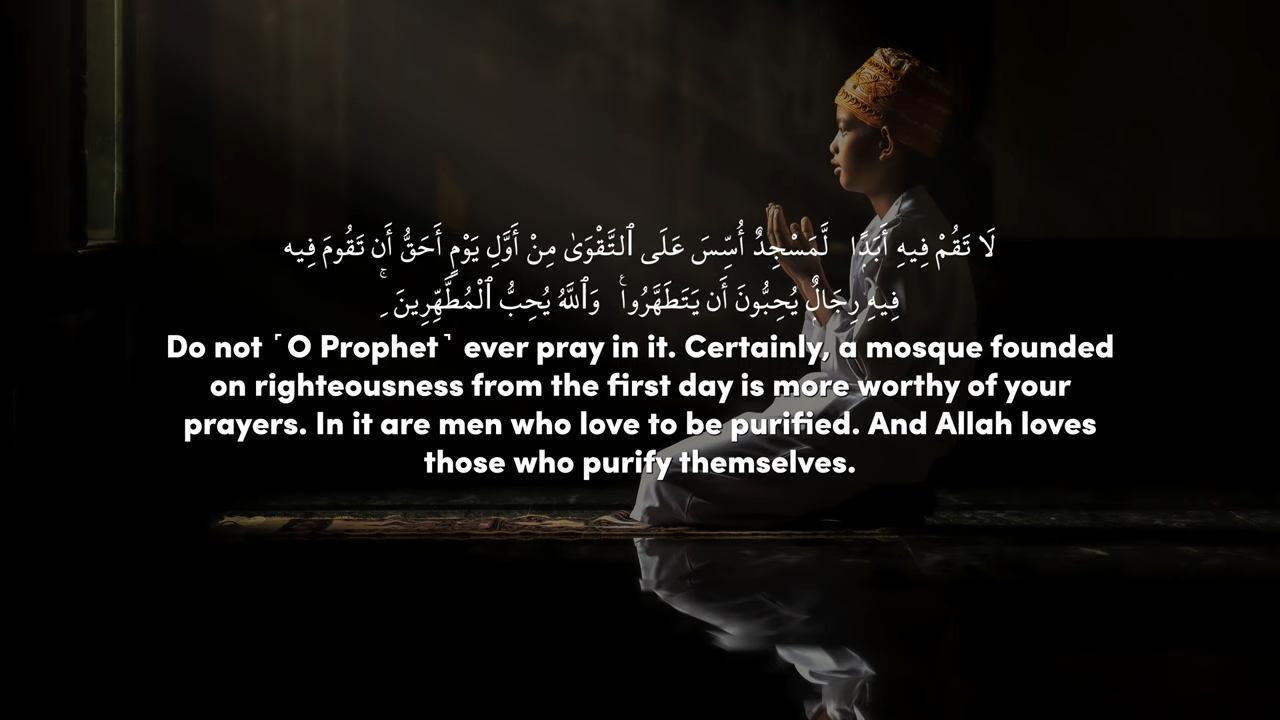 لَا تَقُمْ فِيهِ أَبَدًا ۚ لَّمَسْجِدٌ أُسِّسَ عَلَى ٱلتَّقْوَىٰ مِنْ أَوَّلِ يَوْمٍ أَحَقُّ أَن تَقُومَ فِيه
فِيهِ رِجَالٌ يُحِبُّونَ أَن يَتَطَهَّرُوا۟ ۚ وَٱللَّهُ يُحِبُّ ٱلْمُطَّهِّرِينَ ۚ ِ
Do not ˹O Prophet˺ ever pray in it. Certainly, a mosque founded
on righteousness from the first day is more worthy of your
prayers. In it are men who love to be purified. And Allah loves
those who purify themselves.